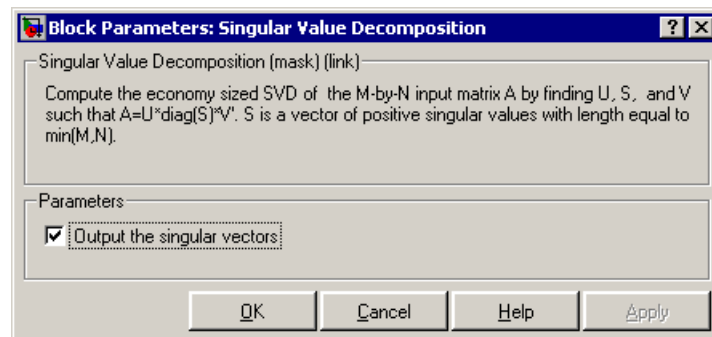 Block Parameters: Singular Value Decomposition
Singular Value Decomposition (mask) (link)
Compute the economy sized SVD of the M-by-N input matrix A by finding U, S, and V
such that A=U*diag(S)*V'. S is a vector of positive singular values with length equal to
min(M,N).
Parameters
Output the singular vectors
OK
Cancel
Help
Apply